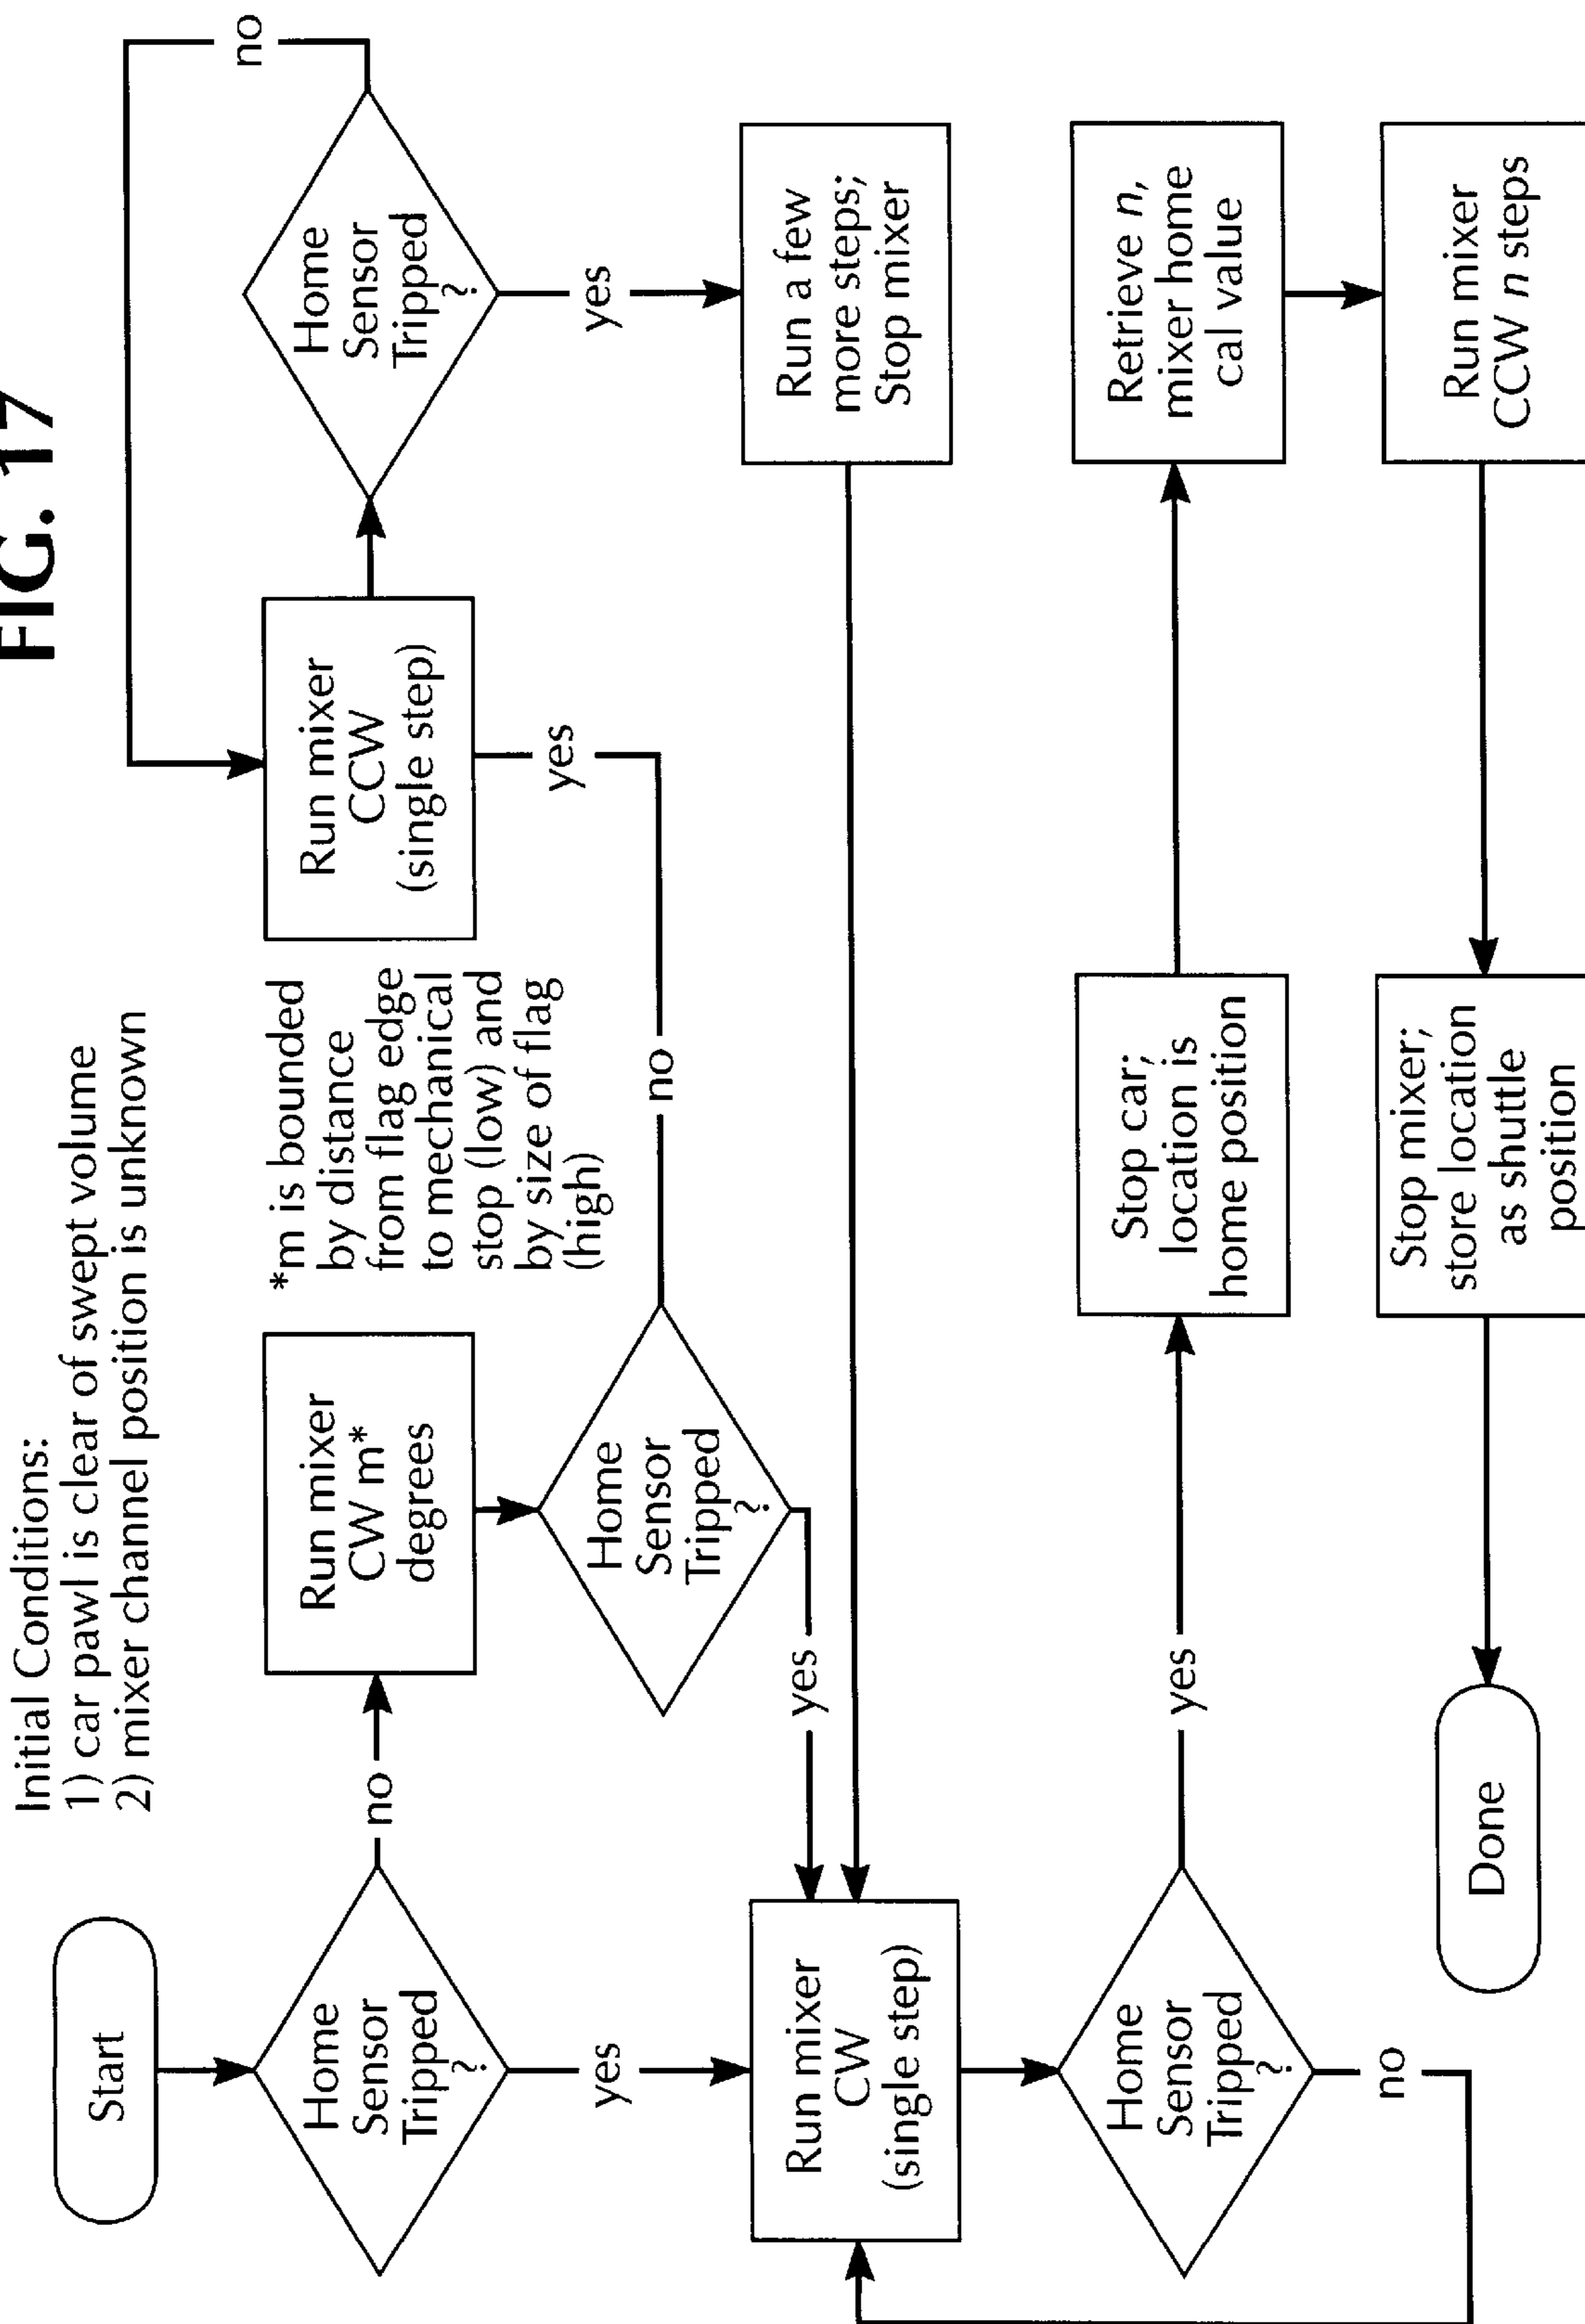 FIG. 17
Initial Conditions:
1) car pawl is clear of swept volume
2) mixer channel position is unknown
Start
Home
Sensor
Tripped
?
no
Run mixer
CW m*
degrees
*m is bounded
by distance
from flag edge
to mechanical
stop (low) and
by size of flag
(high)
Run mixer
CCW
(single step)
Home
Sensor
Tripped
?
no
yes
Home
Sensor
Tripped
?
no
yes
yes
yes
Run mixer
CW
(single step)
Run a few
more steps;
Stop mixer
Home
Sensor
Tripped
?
yes
no
Stop car;
location is
home position
Retrieve n,
mixer home
cal value
Done
Stop mixer;
store location
as shuttle
position
Run mixer
CCW n steps